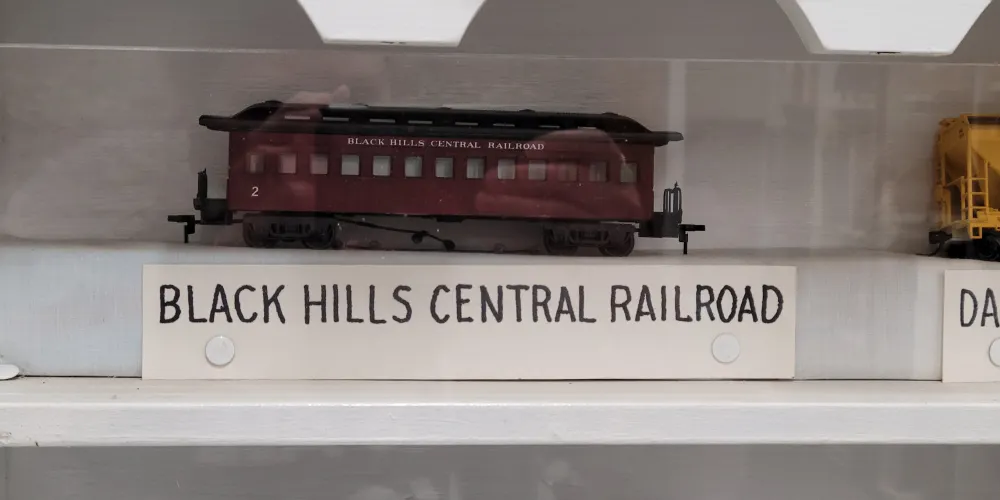 BLACK HILLS CENTRAL RAILROAD
2
BLACK HILLS CENTRAL RAILROAD
DA